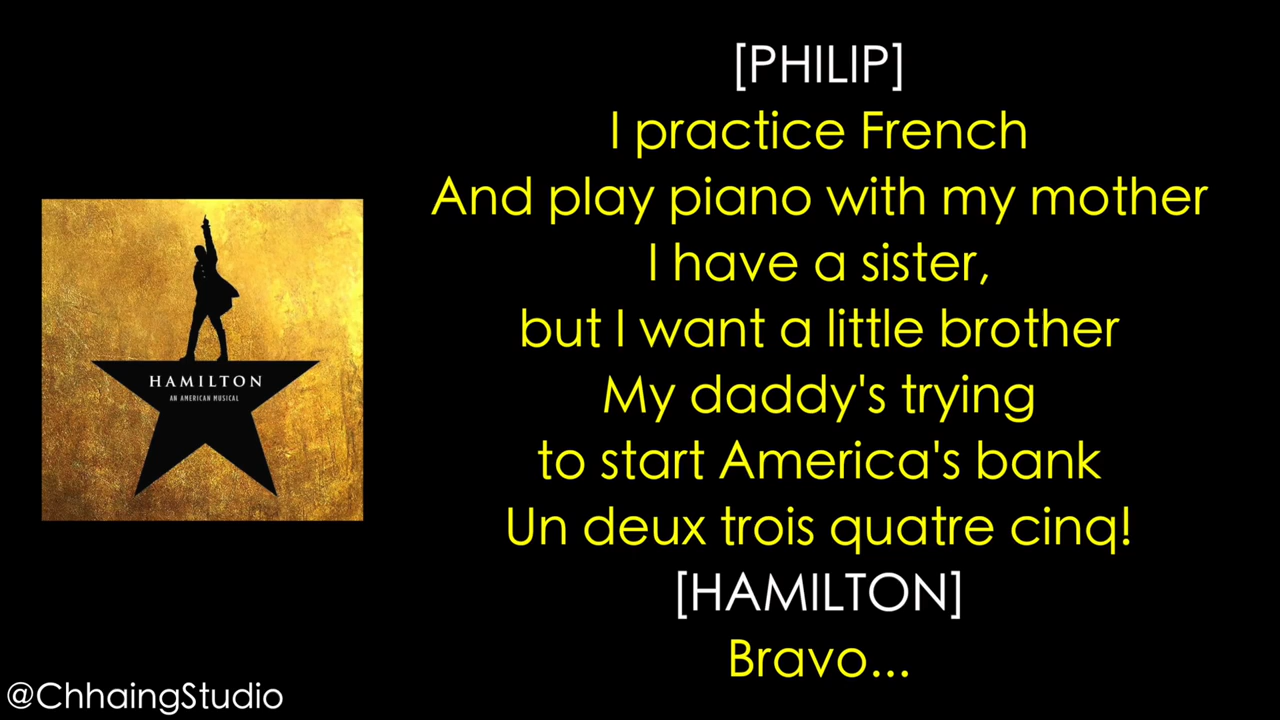 [PHILIP]
I practice French
And play piano with my mother
I have a sister,
but I want a little brother
My daddy's trying
to start America's bank
Un deux trois quatre cinq!
[HAMILTON]
Bravo...
HAMILTON
AN AMERICAN MUSICAL
@ChhaingStudio